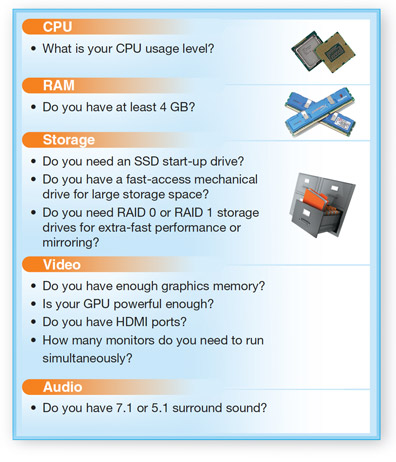 CPU
• What is your CPU usage level?
RAM
• Do you have at least 4 GB?
Storage
• Do you need an SSD start-up drive?
• Do you have a fast-access mechanical
drive for large storage space?
• Do you need RAID 0 or RAID 1 storage
drives for extra-fast performance or
mirroring?
Video
• Do you have enough graphics memory?
• Is your GPU powerful enough?
• Do you have HDMI ports?
• How many monitors do you need to run
simultaneously?
Audio
• Do you have 7.1 or 5.1 surround sound?